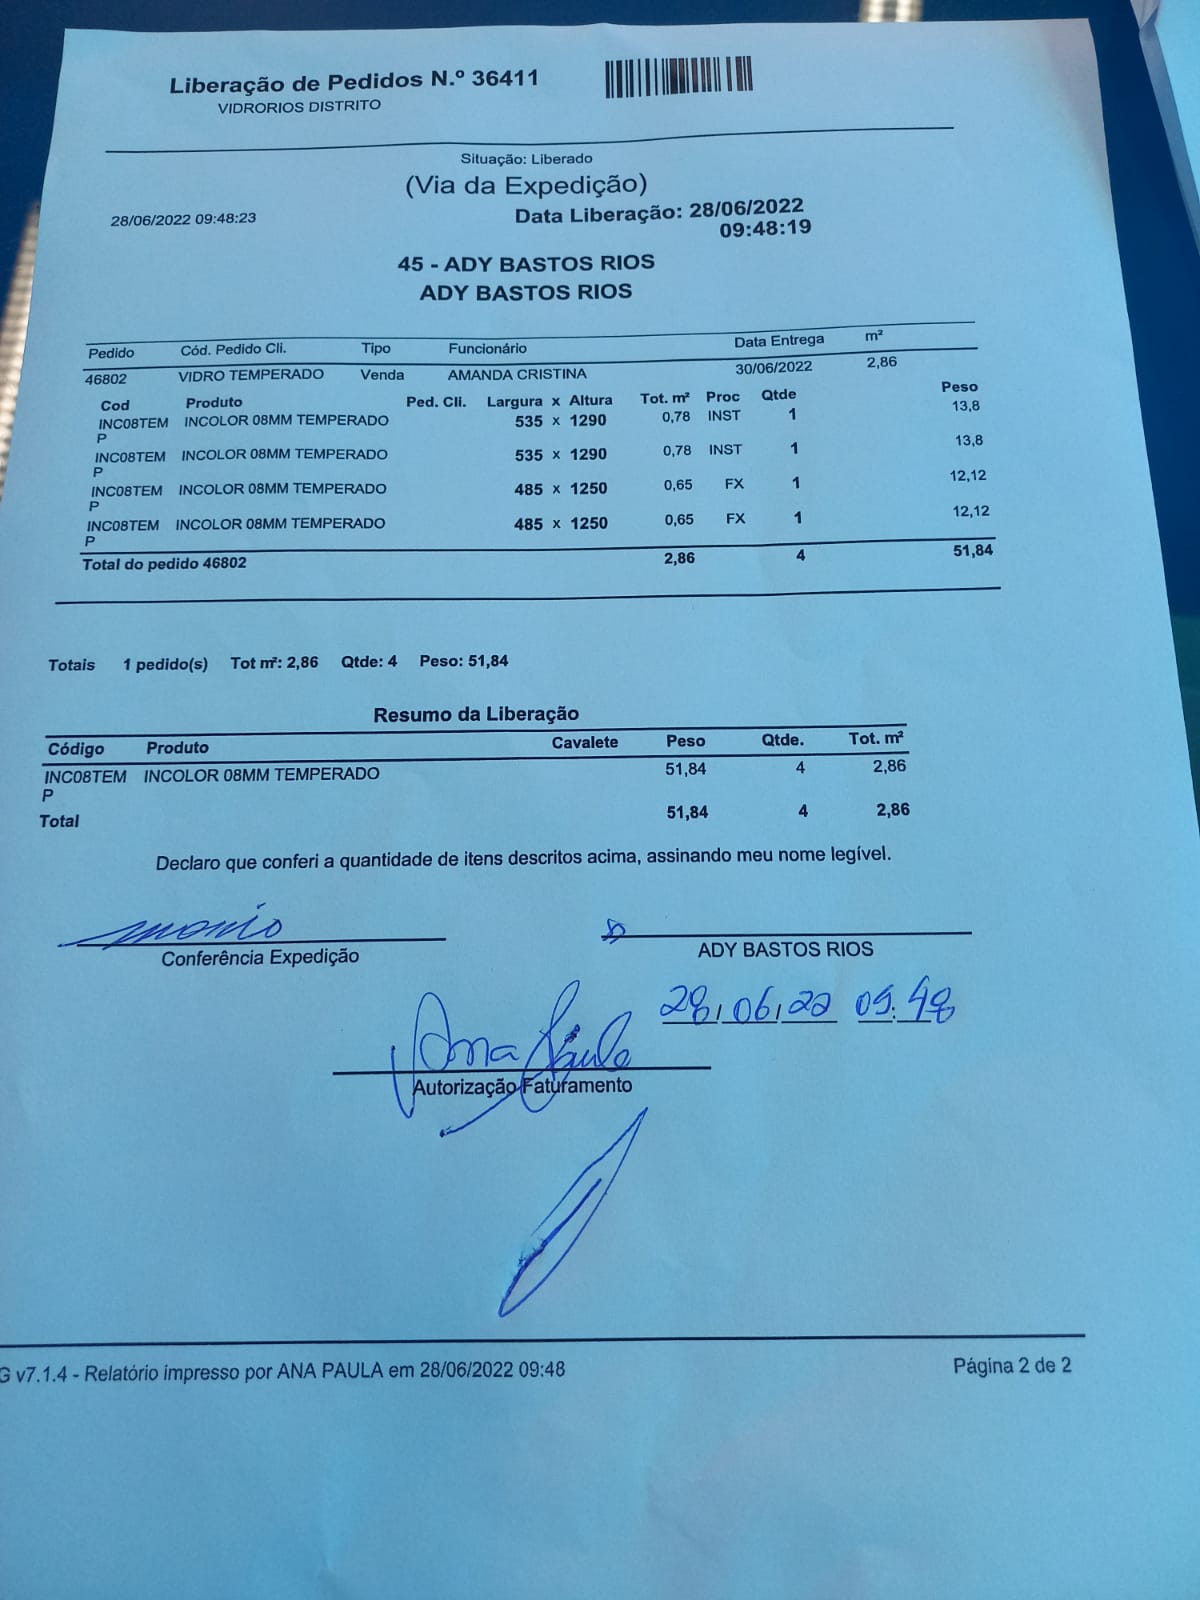 Liberação de Pedidos N.º 36411
VIDRORIOS DISTRITO
Situação: Liberado
(Via da Expedição)
28/06/2022 09:48:23
Data Liberação: 28/06/2022
09:48:19
45 - ADY BASTOS RIOS
ADY BASTOS RIOS
Pedido Cód. Pedido Cli. Tipo Funcionário Data Entrega m²
46802 VIDRO TEMPERADO Venda AMANDA CRISTINA 30/06/2022 2,86
Cod Produto Ped. Cli. Largura x Altura Tot. m² Proc Qtde Peso
INC08TEM INCOLOR 08MM TEMPERADO 535 x 1290 0,78 INST 1 13,8
P
INC08TEM INCOLOR 08MM TEMPERADO 535 x 1290 0,78 INST 1 13,8
P
INC08TEM INCOLOR 08MM TEMPERADO 485 x 1250 0,65 FX 1 12,12
P
INC08TEM INCOLOR 08MM TEMPERADO 485 x 1250 0,65 FX 1 12,12
P
Total do pedido 46802 2,86 4 51,84
Totais 1 pedido(s) Tot m²: 2,86 Qtde: 4 Peso: 51,84
Resumo da Liberação
Código Produto Cavalete Peso Qtde. Tot. m²
INC08TEM INCOLOR 08MM TEMPERADO 51,84 4 2,86
P
Total 51,84 4 2,86
Declaro que conferi a quantidade de itens descritos acima, assinando meu nome legível.
Conferência Expedição
ADY BASTOS RIOS
28/06/22 09:48
Ana Paula
Autorização Faturamento
G v7.1.4 - Relatório impresso por ANA PAULA em 28/06/2022 09:48
Página 2 de 2